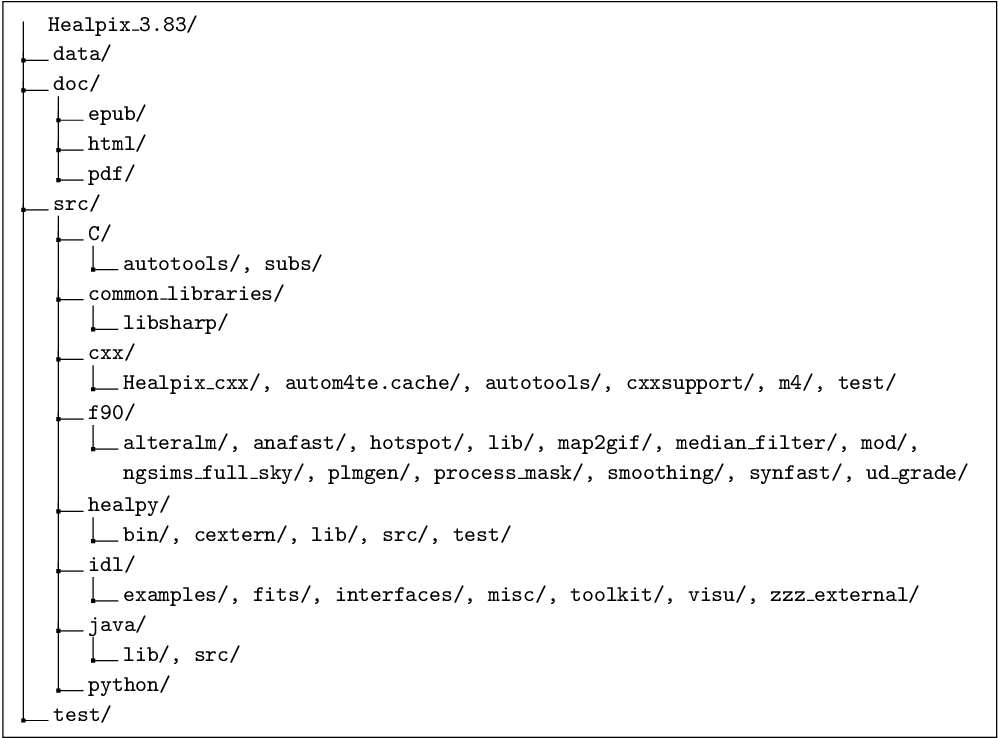 Healpix_3.83/
data/
doc/
epub/
html/
pdf/
src/
C/
autotools/, subs/
common_libraries/
libsharp/
cxx/
Healpix_cxx/, autom4te.cache/, autotools/, cxxsupport/, m4/, test/
f90/
alteralm/, anafast/, hotspot/, lib/, map2gif/, median_filter/, mod/,
ngsims_full_sky/, plmgen/, process_mask/, smoothing/, synfast/, ud_grade/
healpy/
bin/, cextern/, lib/, src/, test/
idl/
examples/, fits/, interfaces/, misc/, toolkit/, visu/, zzz_external/
java/
lib/, src/
python/
test/